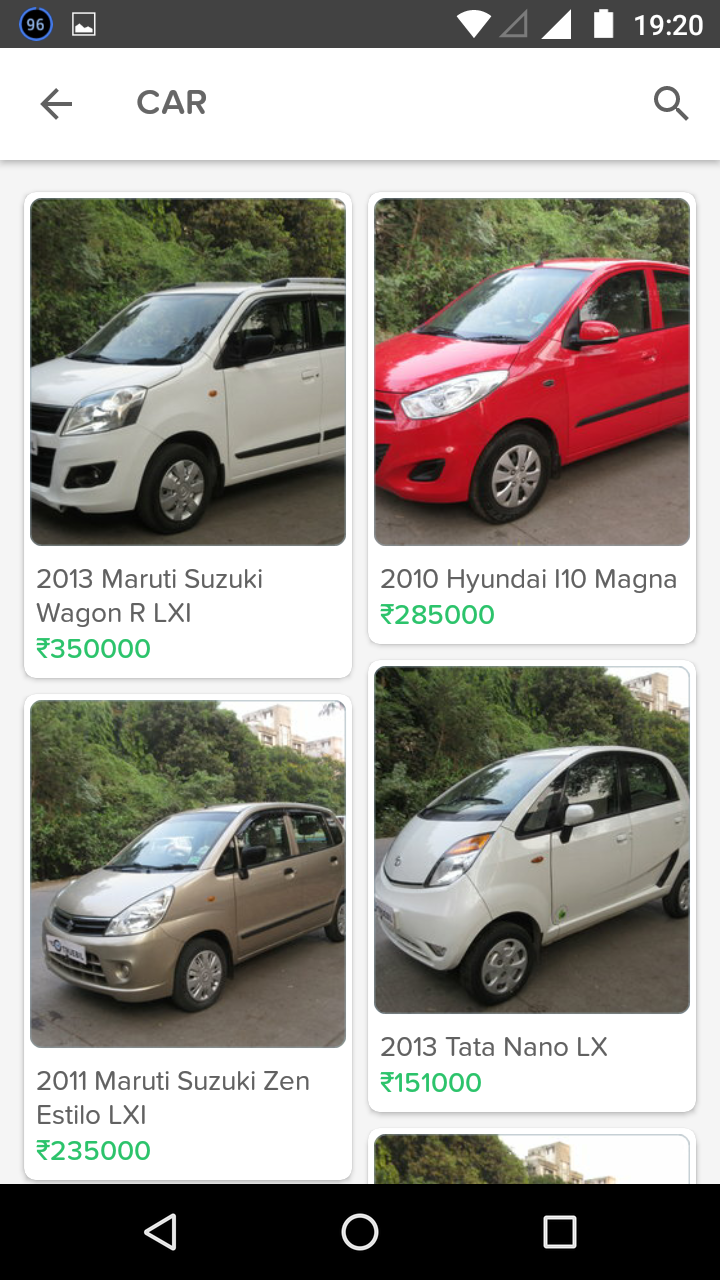 96
19:20
CAR
2013 Maruti Suzuki
Wagon R LXI
₹350000
2010 Hyundai I10 Magna
₹285000
TRUEBIL
2011 Maruti Suzuki Zen
Estilo LXI
₹235000
2013 Tata Nano LX
₹151000